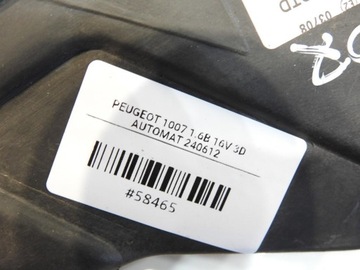 PEUGEOT 1007 1.6B 16V 3D
AUTOMAT 240612
#58465